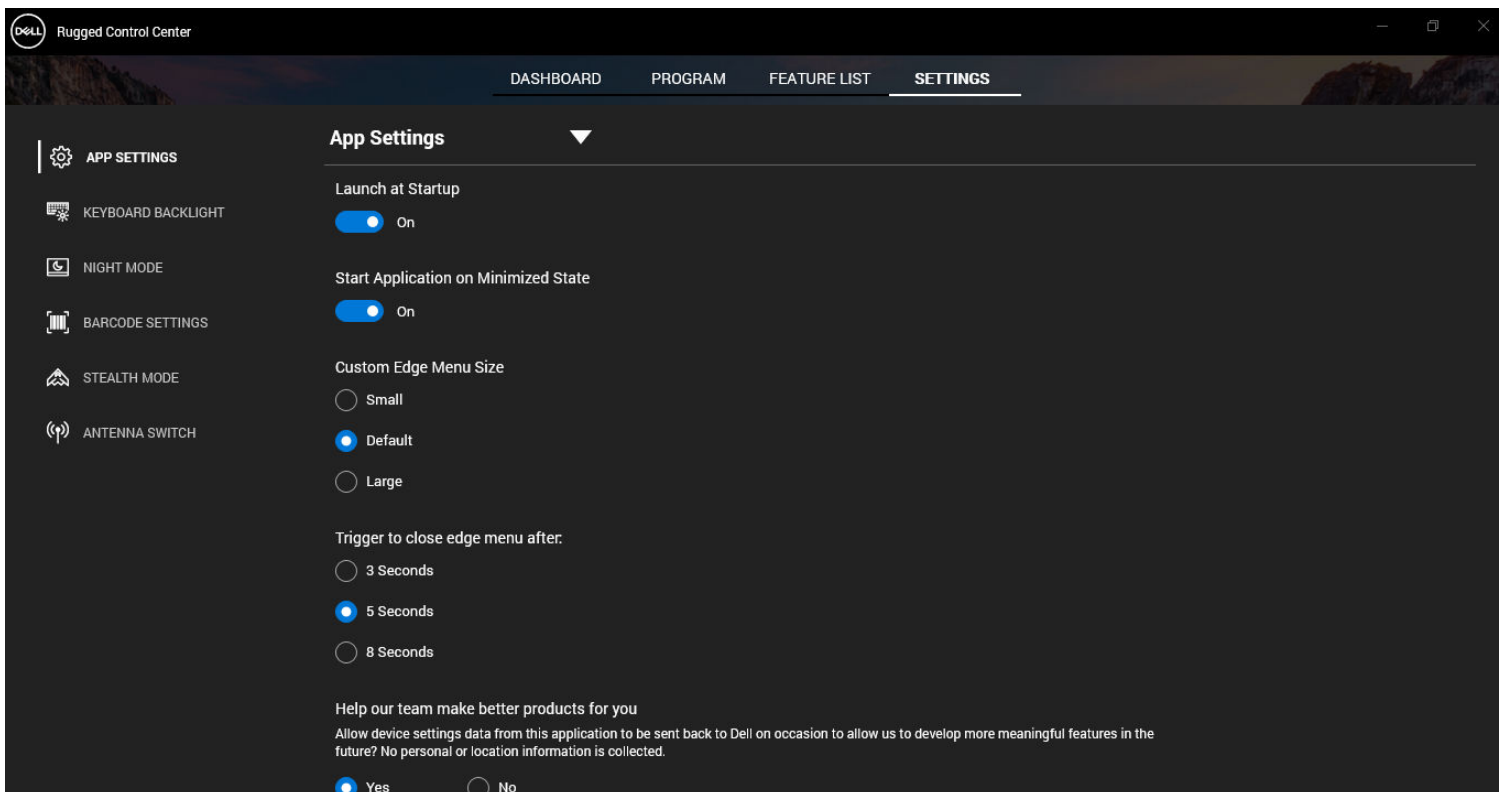 DELL
Rugged Control Center
DASHBOARD PROGRAM FEATURE LIST SETTINGS
APP SETTINGS
KEYBOARD BACKLIGHT
NIGHT MODE
BARCODE SETTINGS
STEALTH MODE
ANTENNA SWITCH
App Settings
Launch at Startup
On
Start Application on Minimized State
On
Custom Edge Menu Size
Small
Default
Large
Trigger to close edge menu after:
3 Seconds
5 Seconds
8 Seconds
Help our team make better products for you
Allow device settings data from this application to be sent back to Dell on occasion to allow us to develop more meaningful features in the
future? No personal or location information is collected.
Yes No